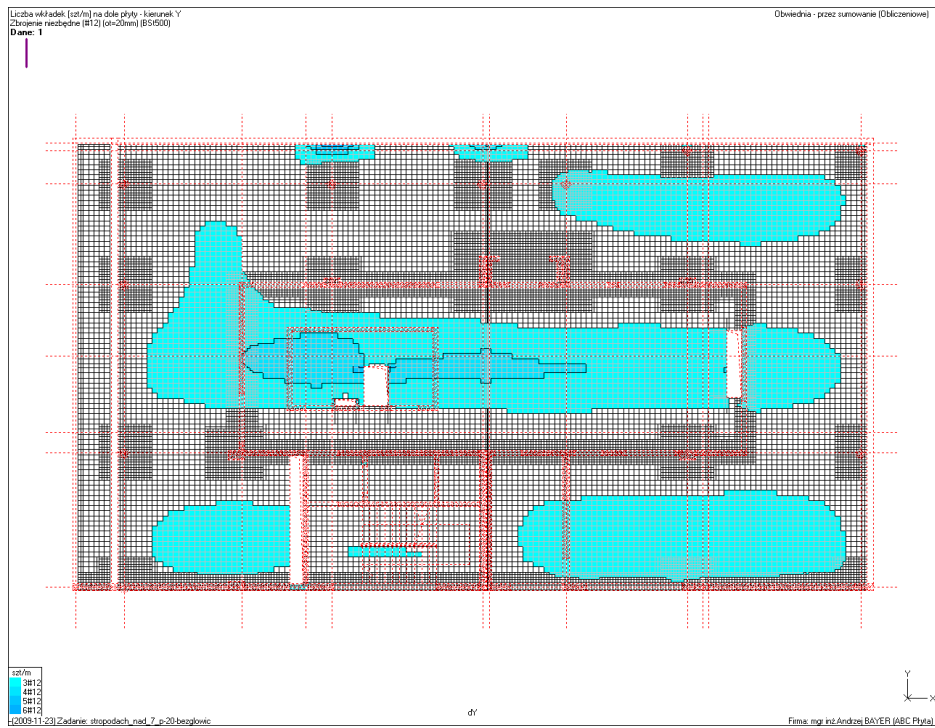 Liczba wkładek [szt/m] na dole płyty - kierunek Y
Obwiednia - przez sumowanie (Obliczeniowe)
Zbrojenie niezbędne (#12) (ot=20mm) (BSt500)
Dane: 1
szt/m
3#12
4#12
5#12
6#12
Y
X
dY
(2009-11-23) Zadanie: stropodach_nad_7_p-20-bezglowic
Firma: mgr inż.Andrzej BAYER (ABC Płyta)